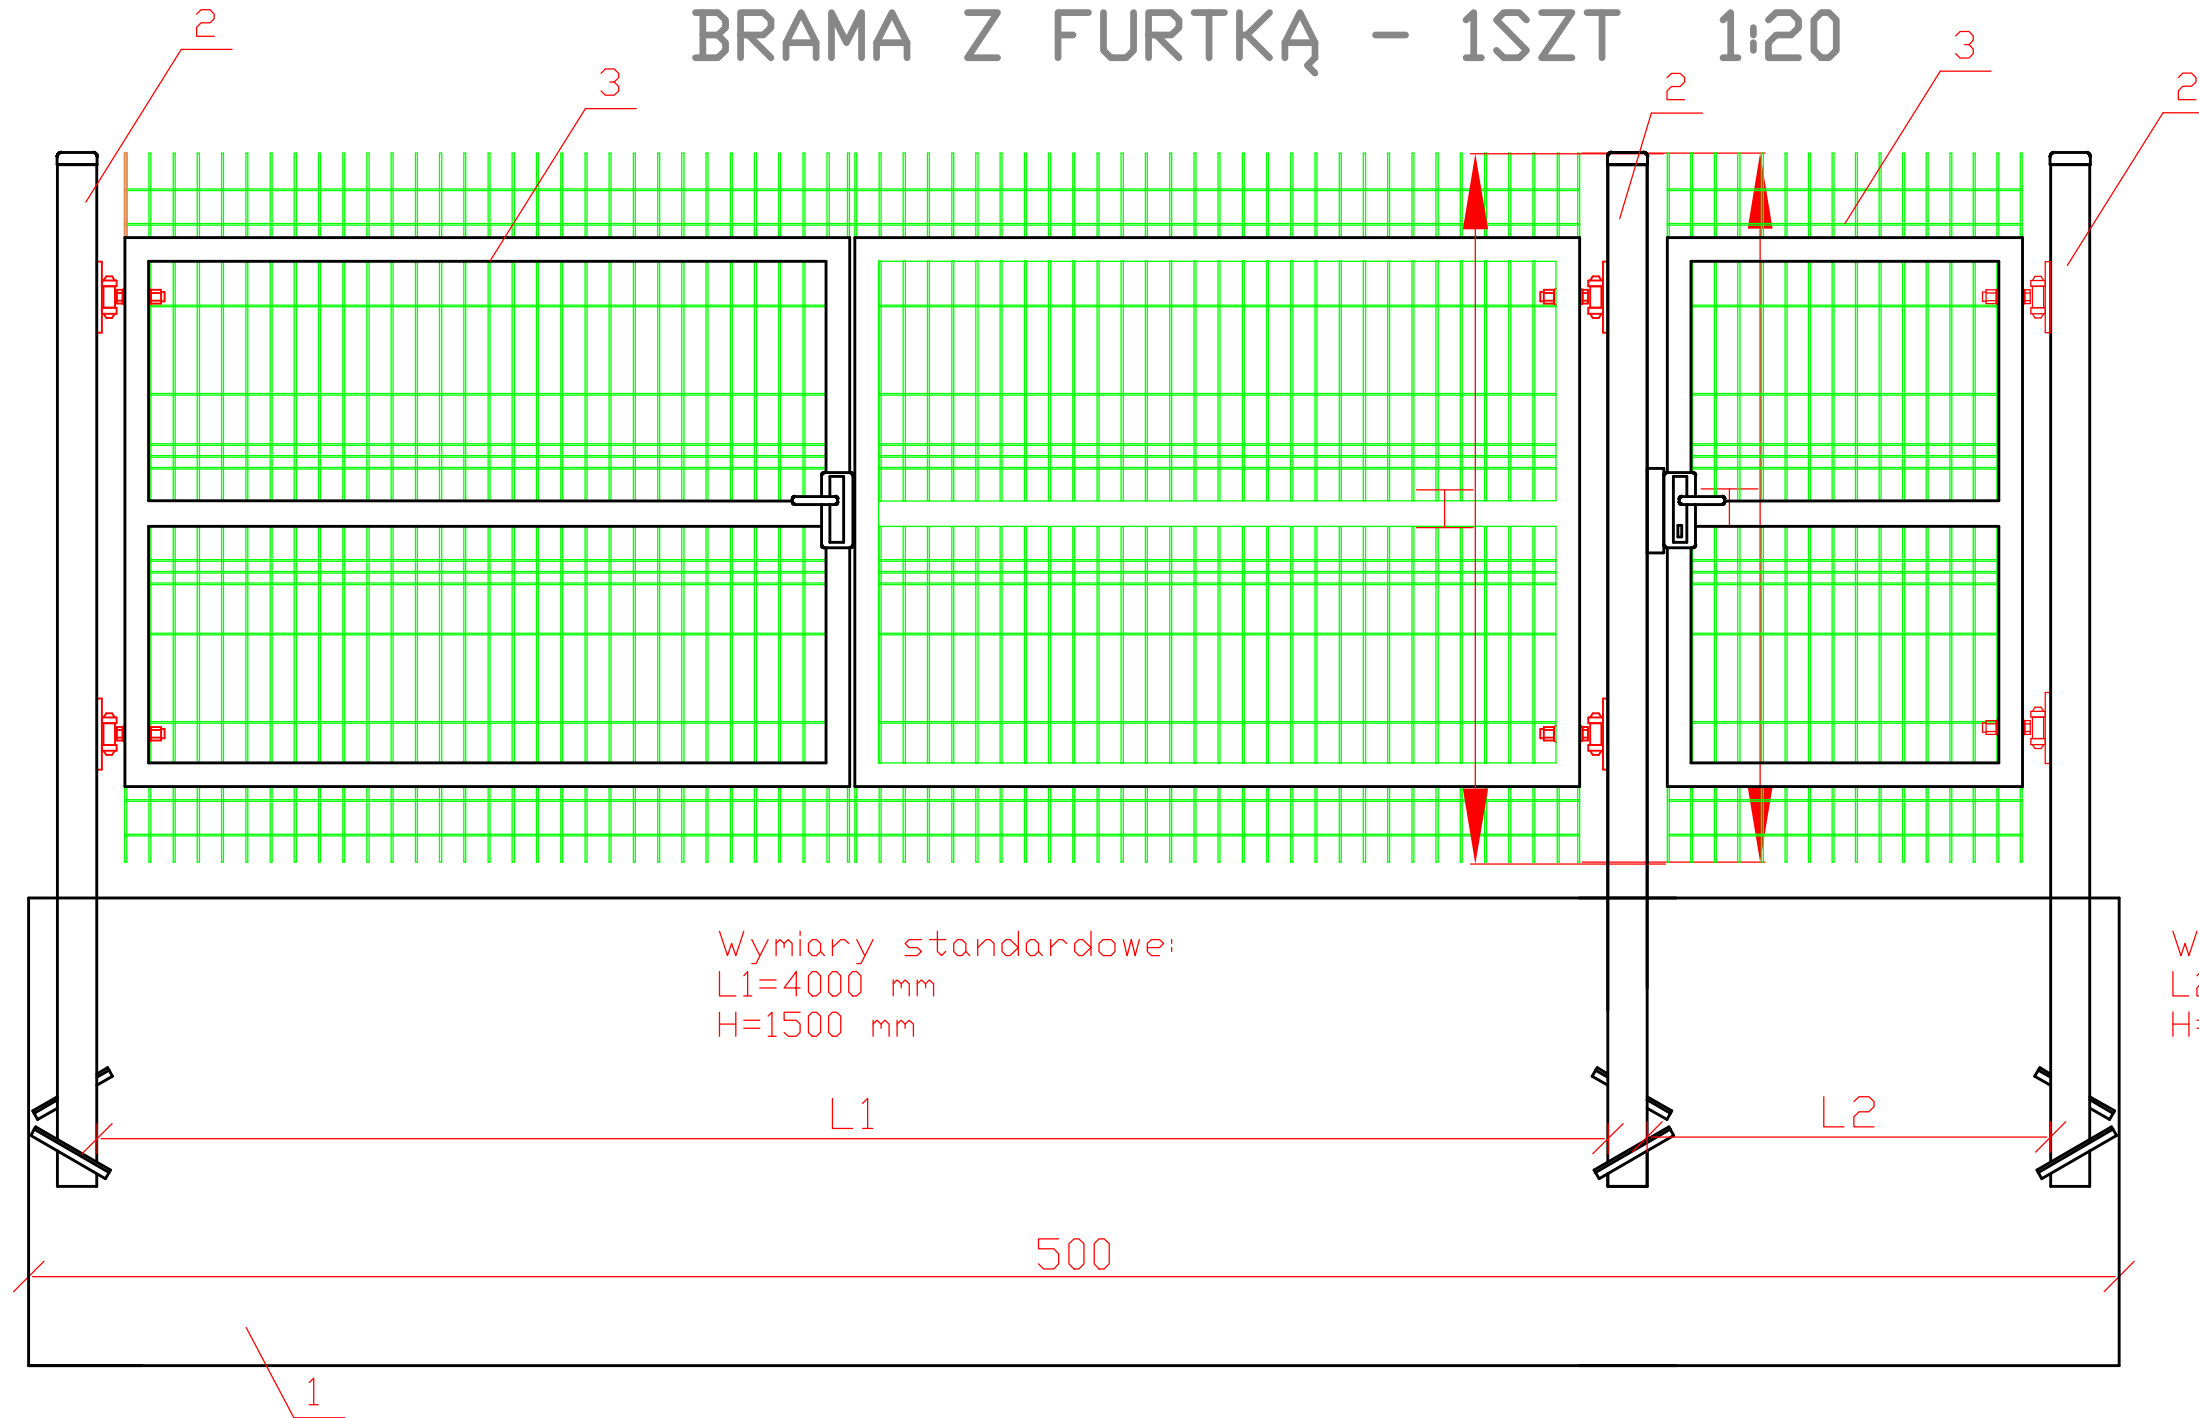 BRAMA Z FURTKĄ - 1SZT 1:20
2
3
2
3
2
Wymiary standardowe:
L1=4000 mm
H=1500 mm
W
L2
H=
L1
L2
500
1